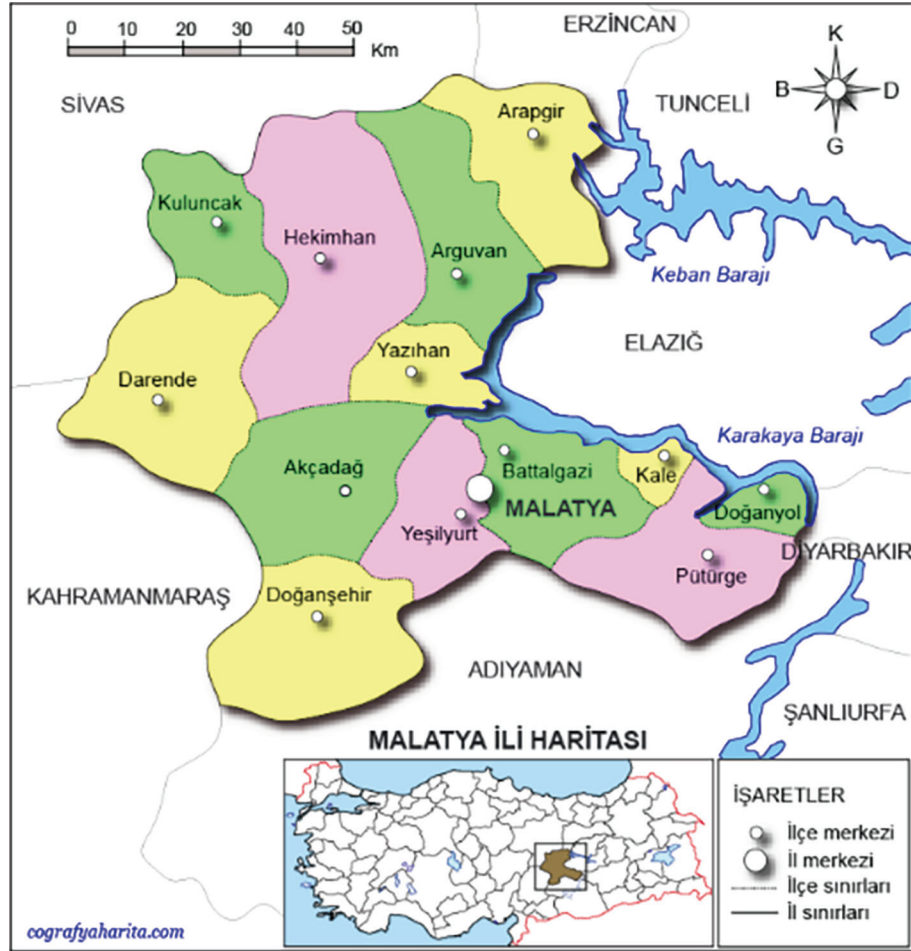 0 10 20 30 40 50
Km
ERZİNCAN
K
B D
G
SİVAS
TUNCELİ
Arapgir
Kuluncak
Hekimhan
Arguvan
Keban Barajı
ELAZIĞ
Yazıhan
Darende
Karakaya Barajı
Akçadağ
Battalgazi
Kale
MALATYA
Doğanyol
Yeşilyurt
DİYARBAKIR
Pütürge
KAHRAMANMARAŞ
Doğanşehir
ADIYAMAN
ŞANLIURFA
MALATYA İLİ HARİTASI
İŞARETLER
İlçe merkezi
İl merkezi
İlçe sınırları
İl sınırları
cografyaharita.com